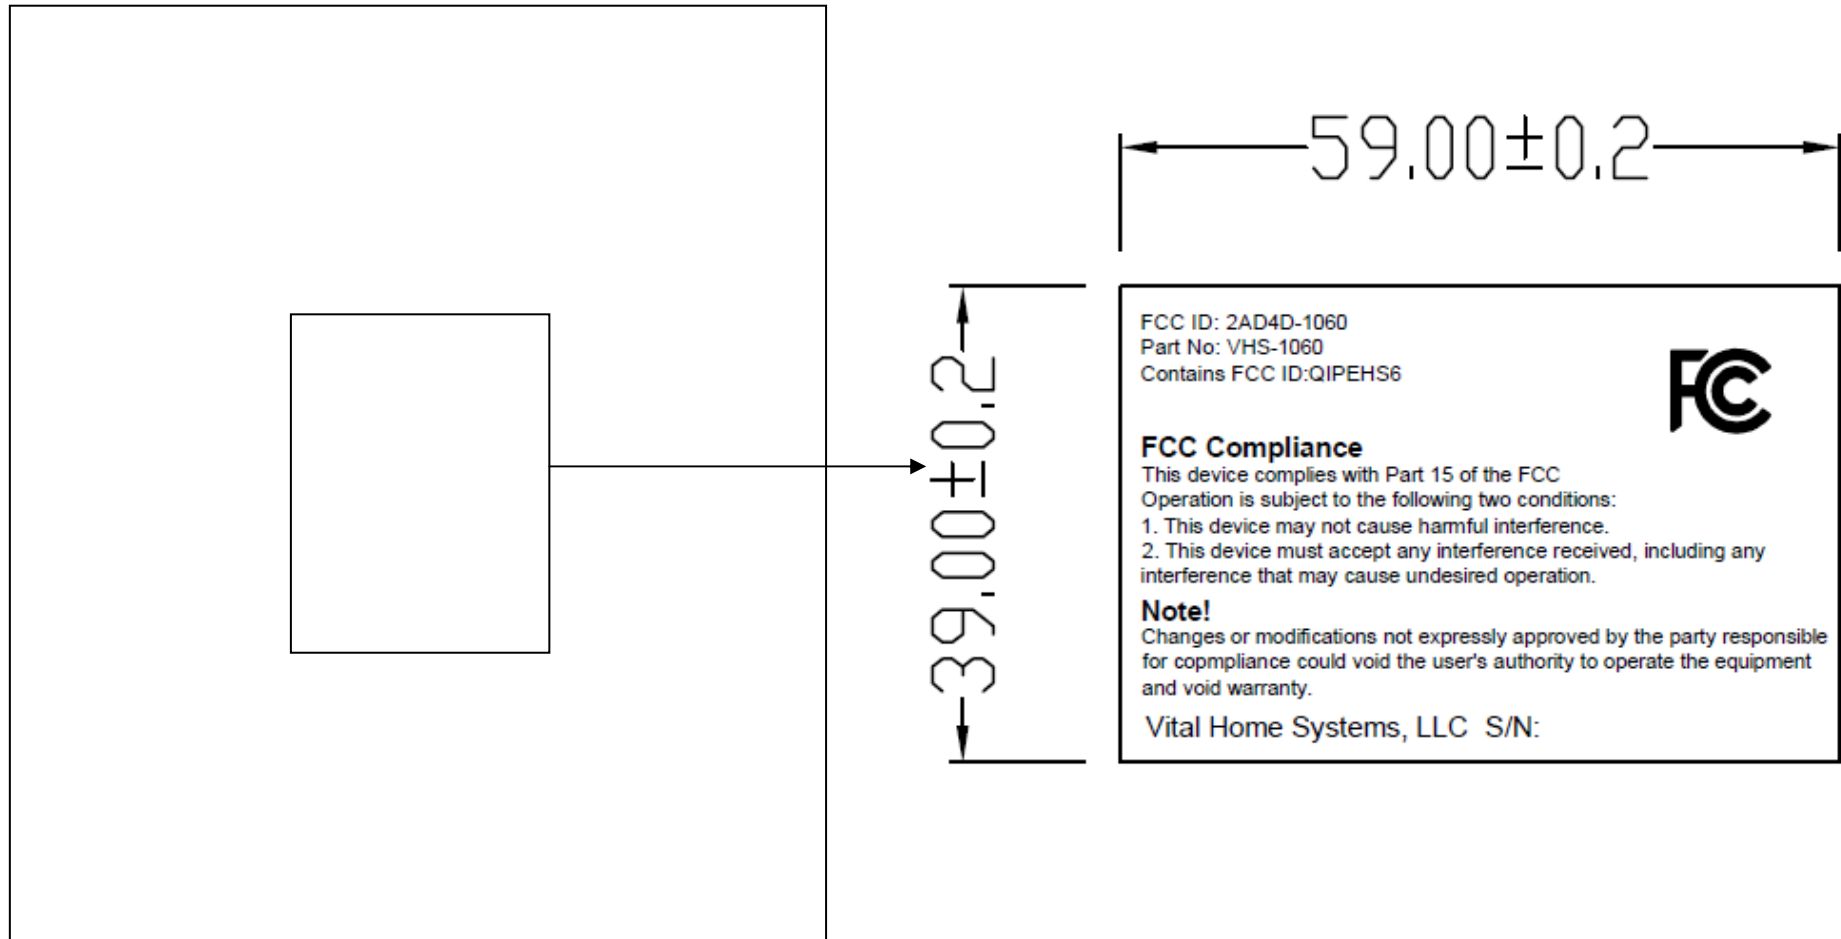 59.00±0.2
39.00±0.2
FCC ID: 2AD4D-1060
Part No: VHS-1060
Contains FCC ID:QIPEHS6
FC
FCC Compliance
This device complies with Part 15 of the FCC
Operation is subject to the following two conditions:
1. This device may not cause harmful interference.
2. This device must accept any interference received, including any
interference that may cause undesired operation.
Note!
Changes or modifications not expressly approved by the party responsible
for copmpliance could void the user's authority to operate the equipment
and void warranty.
Vital Home Systems, LLC  S/N: